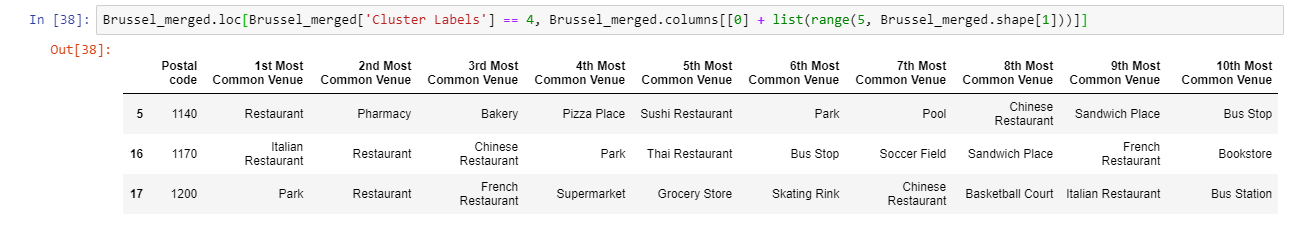 In [38]: Brussel_merged.loc[Brussel_merged['Cluster Labels'] == 4, Brussel_merged.columns[[0] + list(range(5, Brussel_merged.shape[1]))]]
Out[38]:
Postal code 1st Most Common Venue 2nd Most Common Venue 3rd Most Common Venue 4th Most Common Venue 5th Most Common Venue 6th Most Common Venue 7th Most Common Venue 8th Most Common Venue 9th Most Common Venue 10th Most Common Venue
5 1140 Restaurant Pharmacy Bakery Pizza Place Sushi Restaurant Park Pool Chinese Restaurant Sandwich Place Bus Stop
16 1170 Italian Restaurant Restaurant Chinese Restaurant Park Thai Restaurant Bus Stop Soccer Field Sandwich Place French Restaurant Bookstore
17 1200 Park Restaurant French Restaurant Supermarket Grocery Store Skating Rink Chinese Restaurant Basketball Court Italian Restaurant Bus Station